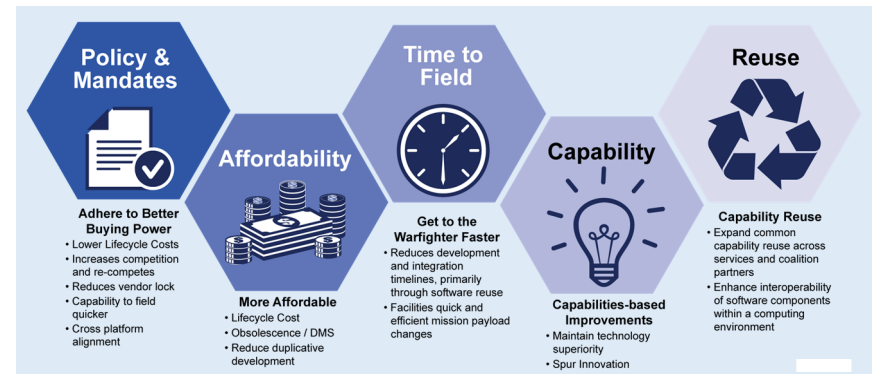 Policy &
Mandates
Adhere to Better
Buying Power
• Lower Lifecycle Costs
• Increases competition
and re-competes
• Reduces vendor lock
• Capability to field
quicker
• Cross platform
alignment
Affordability
More Affordable
• Lifecycle Cost
• Obsolescence / DMS
• Reduce duplicative
development
Time to
Field
Get to the
Warfighter Faster
• Reduces development
and integration
timelines, primarily
through software reuse
• Facilities quick and
efficient mission payload
changes
Capability
Capabilities-based
Improvements
• Maintain technology
superiority
• Spur Innovation
Reuse
Capability Reuse
• Expand common
capability reuse across
services and coalition
partners
• Enhance interoperability
of software components
within a computing
environment